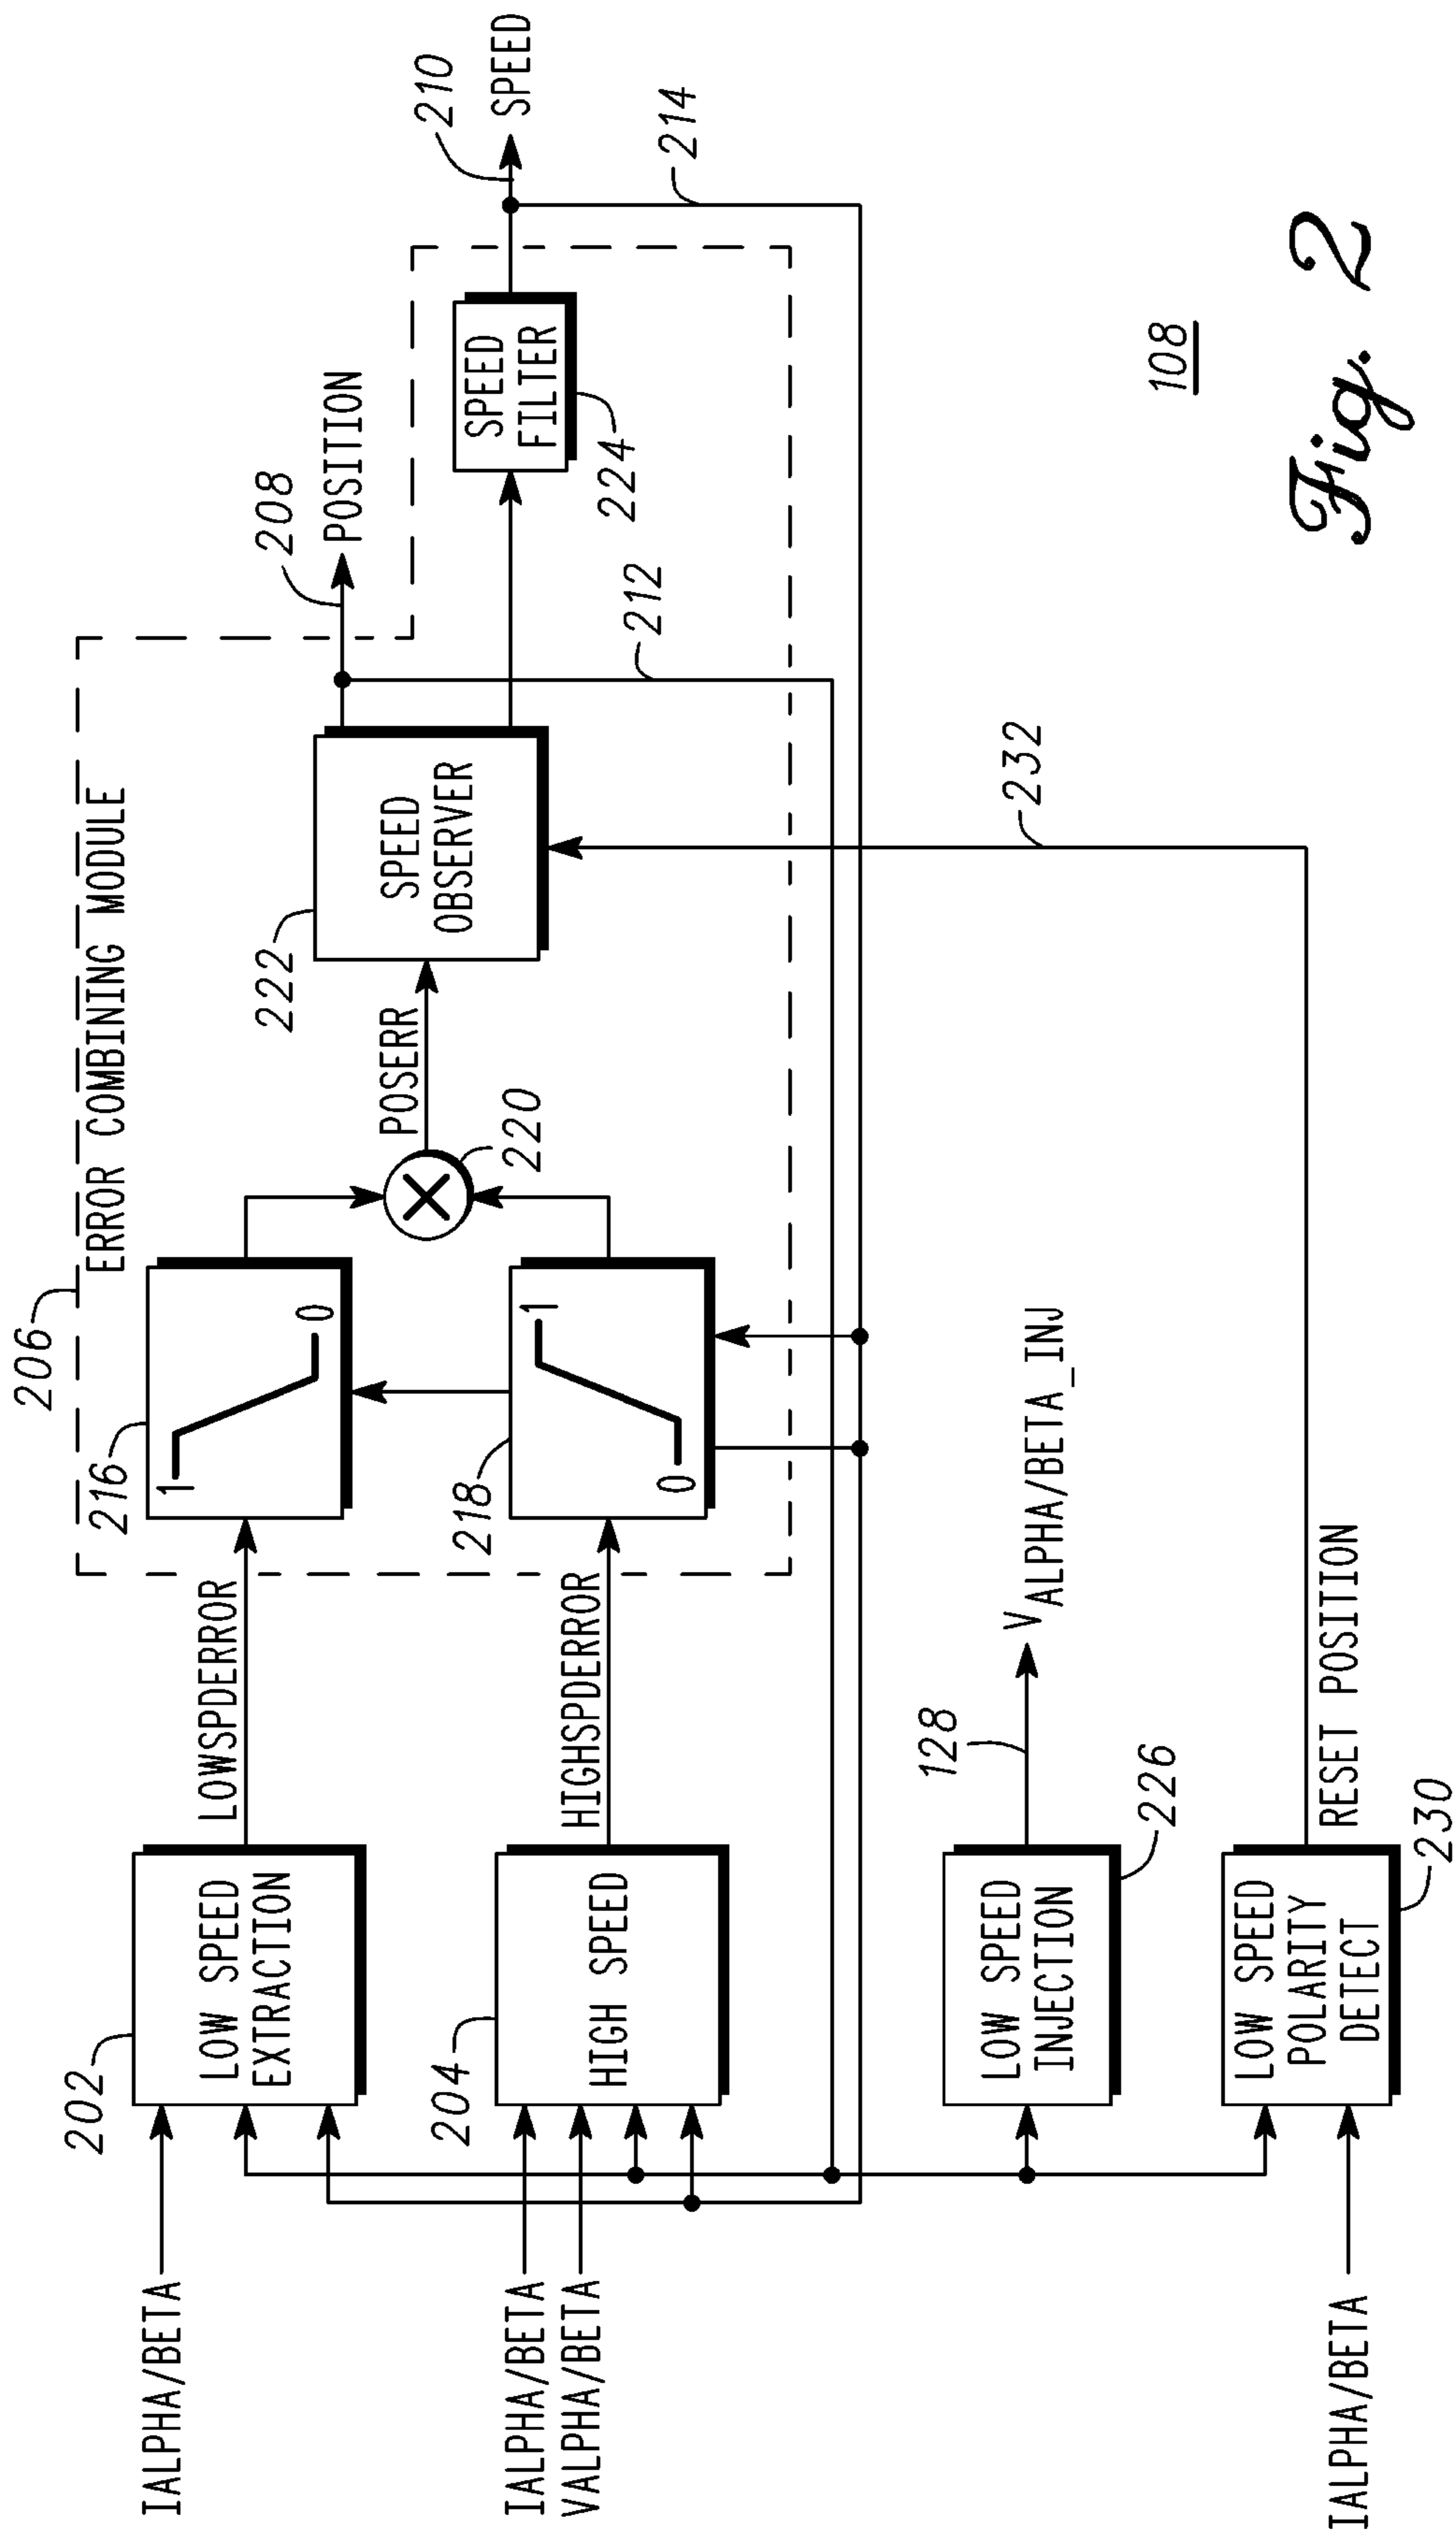 206
ERROR COMBINING MODULE
208
POSITION
210
SPEED
202
IALPHA/BETA
LOW SPEED
EXTRACTION
LOWSPDERROR
216
1
0
222
SPEED
OBSERVER
POSERR
220
SPEED
FILTER
224
204
IALPHA/BETA
VALPHA/BETA
HIGH SPEED
HIGHSPDERROR
218
0
1
212
214
LOW SPEED
INJECTION
128
VALPHA/BETA_INJ
226
232
IALPHA/BETA
LOW SPEED
POLARITY
DETECT
230
RESET POSITION
108
Fig. 2